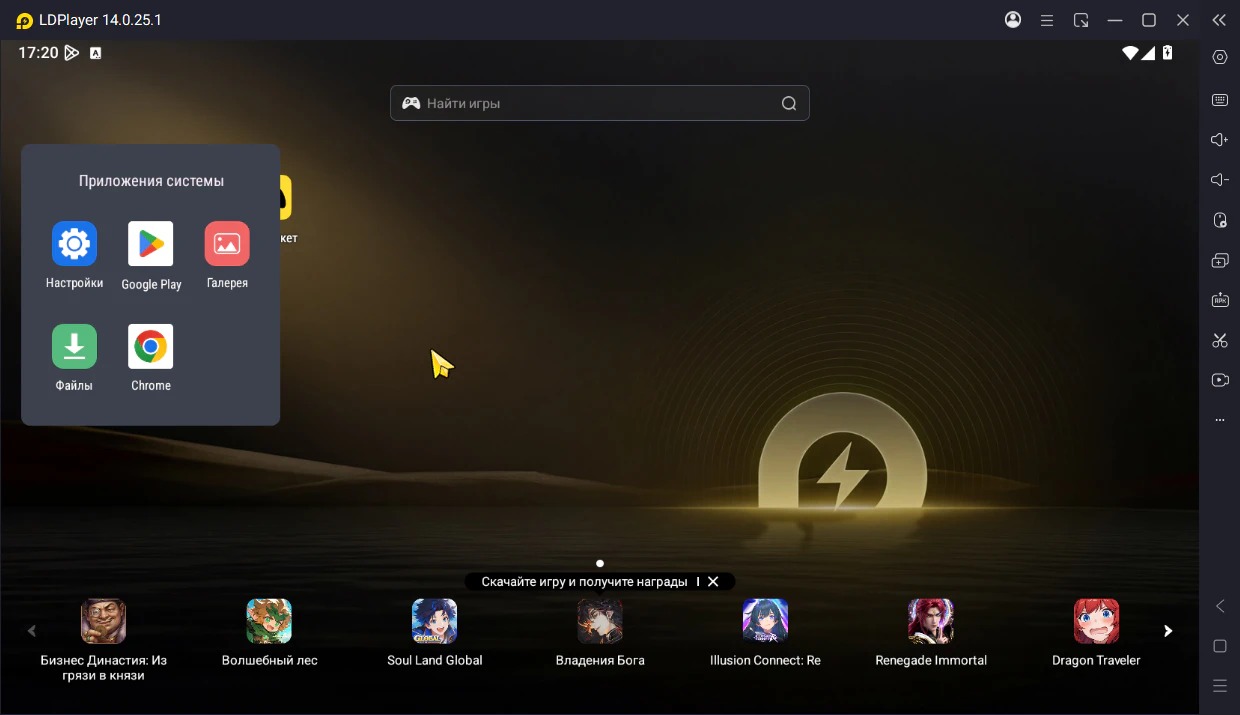 LDPlayer 14.0.25.1
17:20
Найти игры
Приложения системы
кет
Настройки
Google Play
Галерея
Файлы
Chrome
Скачайте игру и получите награды
GLOBAL
Бизнес Династия: Из
грязи в князи
Волшебный лес
Soul Land Global
Владения Бога
Illusion Connect: Re
Renegade Immortal
Dragon Traveler